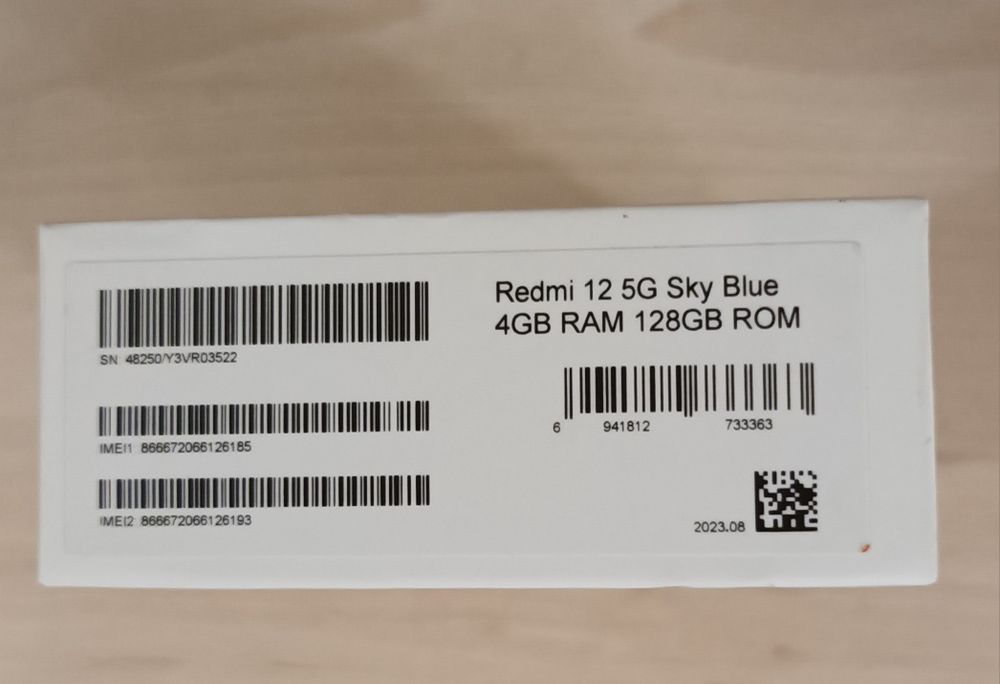 Redmi 12 5G Sky Blue
4GB RAM 128GB ROM
SN: 48250/Y3VR03522
IMEI1: 866672066126185
IMEI2: 866672066126193
6 941812 733363
2023.08